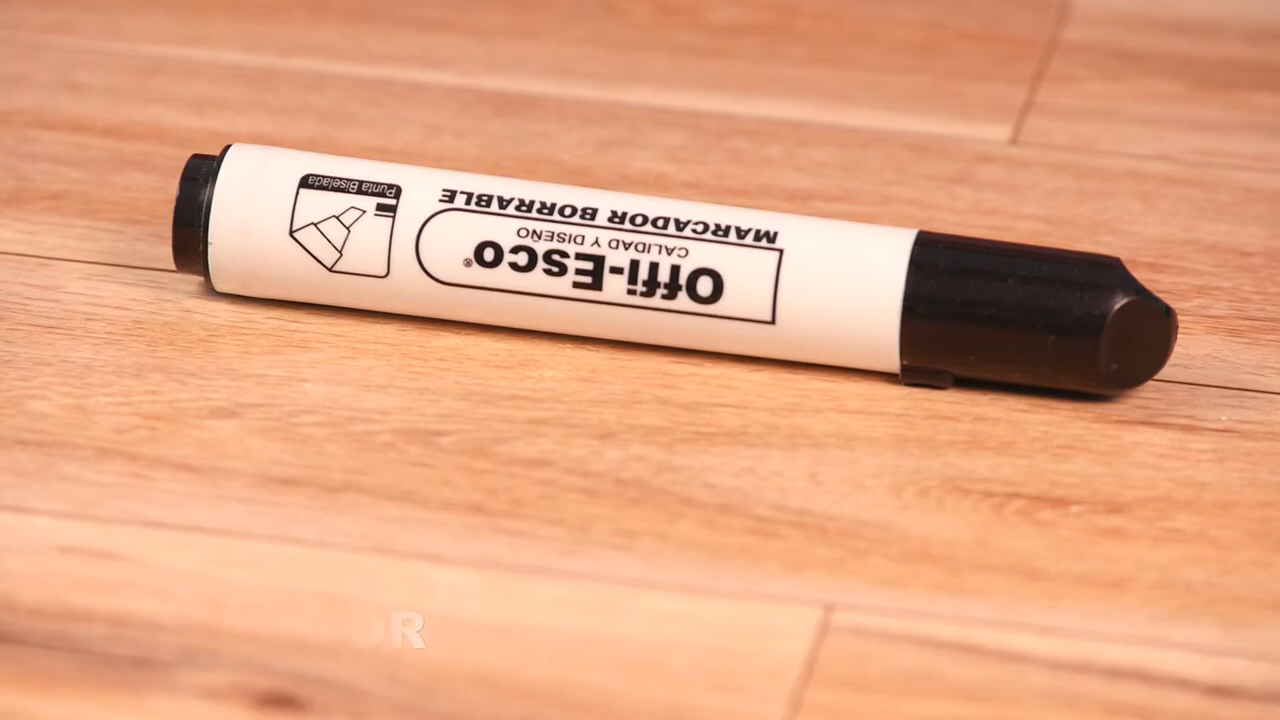 MARCADOR BORRABLE
Offi-Esco®
CALIDAD Y DISEÑO
Punta Biselada